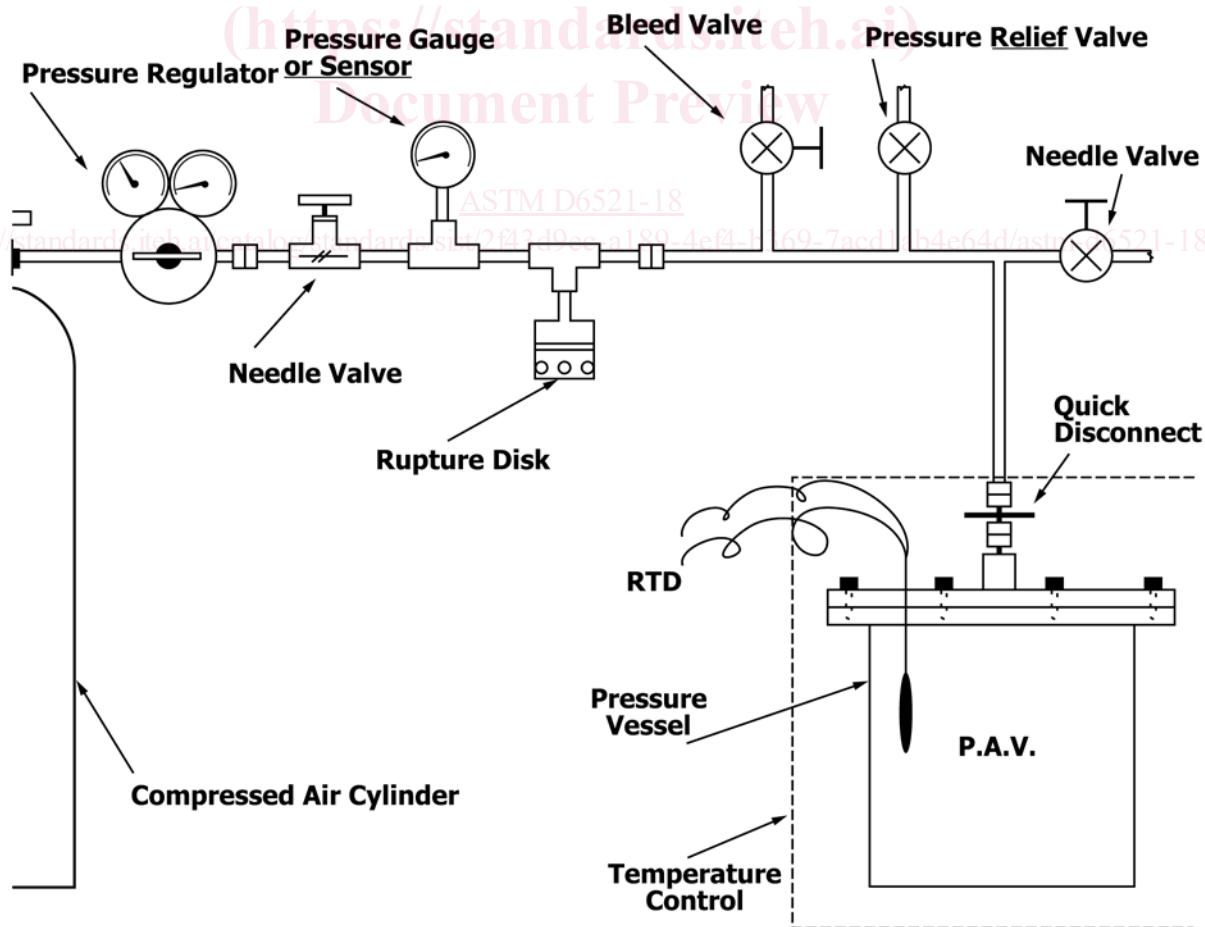 (https://standards.iteh.ai)
Document Preview
Bleed Valve
Pressure Gauge
or Sensor
Pressure Relief Valve
Pressure Regulator
Needle Valve
ASTM D6521-18
Needle Valve
Rupture Disk
Quick
Disconnect
RTD
Pressure
Vessel
P.A.V.
Compressed Air Cylinder
Temperature
Control